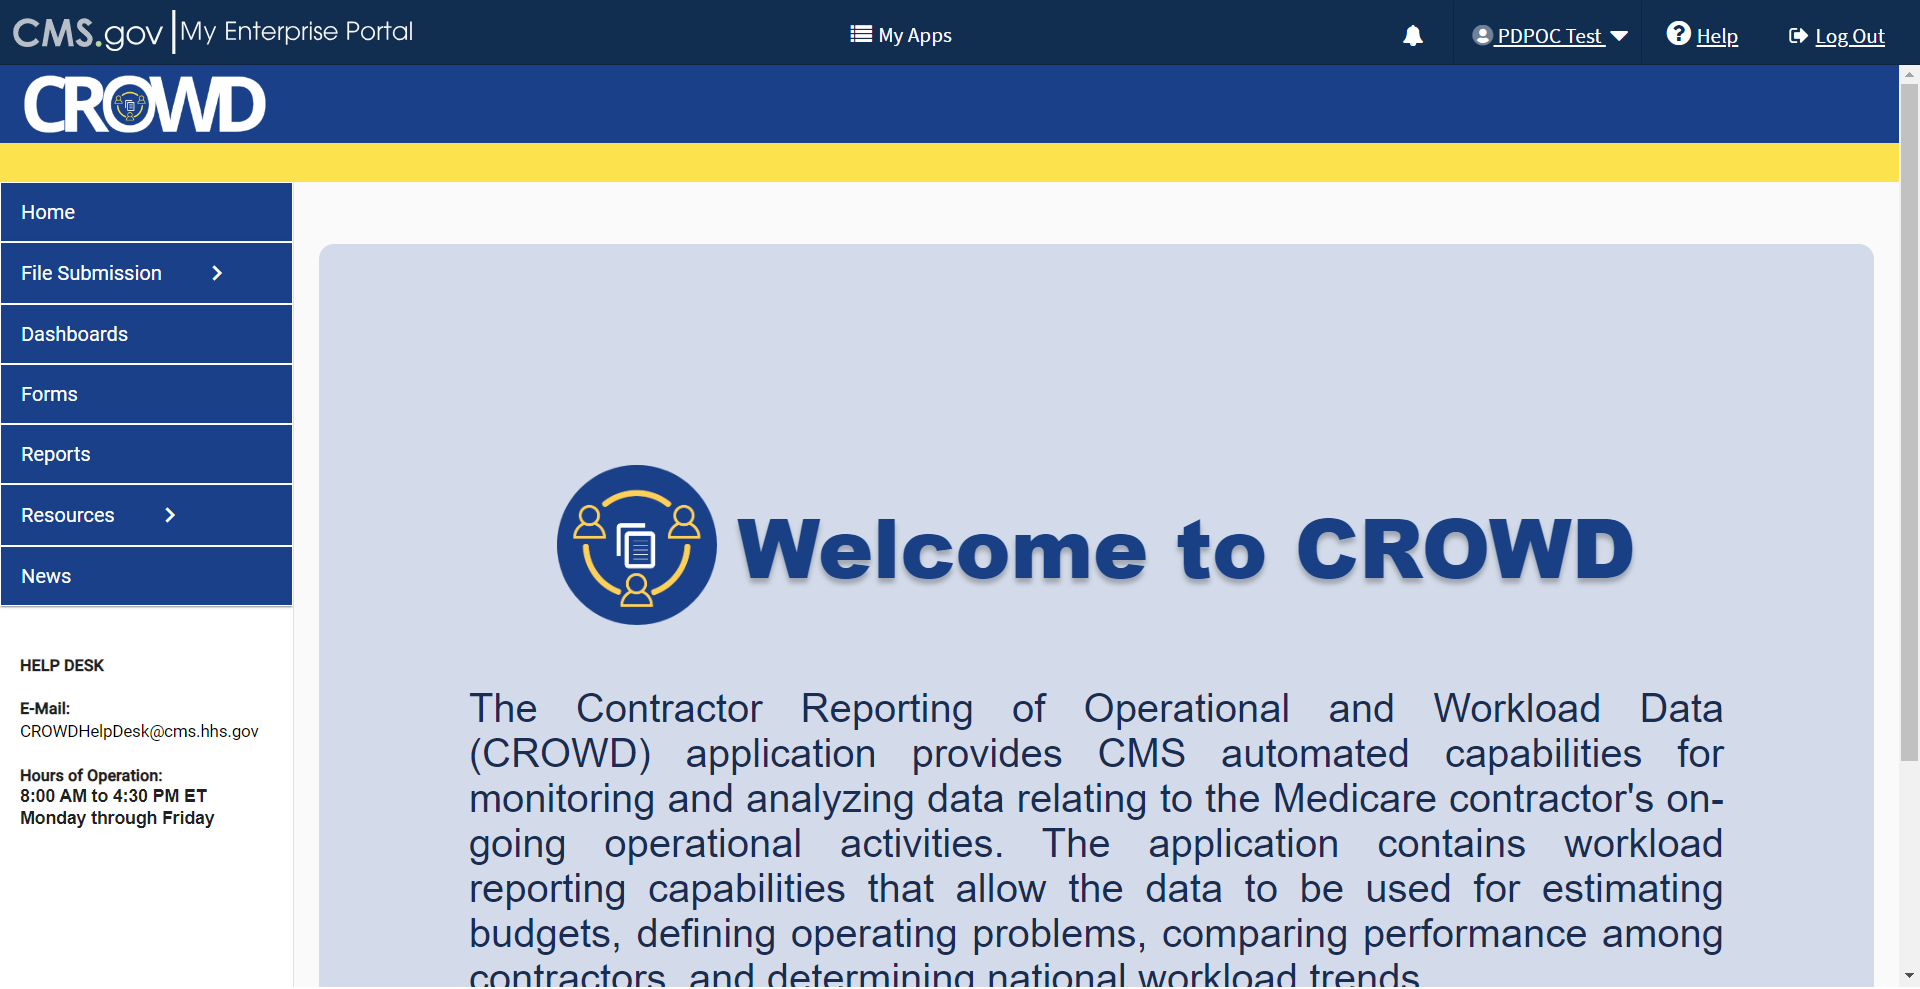 CMS.gov My Enterprise Portal
My Apps
PDPOC Test
Help
Log Out
CROWD
Home
File Submission
Dashboards
Forms
Reports
Resources
News
HELP DESK
E-Mail:
CROWDHelpDesk@cms.hhs.gov
Hours of Operation:
8:00 AM to 4:30 PM ET
Monday through Friday
Welcome to CROWD
The Contractor Reporting of Operational and Workload Data
(CROWD) application provides CMS automated capabilities for
monitoring and analyzing data relating to the Medicare contractor's on-
going operational activities. The application contains workload
reporting capabilities that allow the data to be used for estimating
budgets, defining operating problems, comparing performance among
contractors, and determining national workload trends.